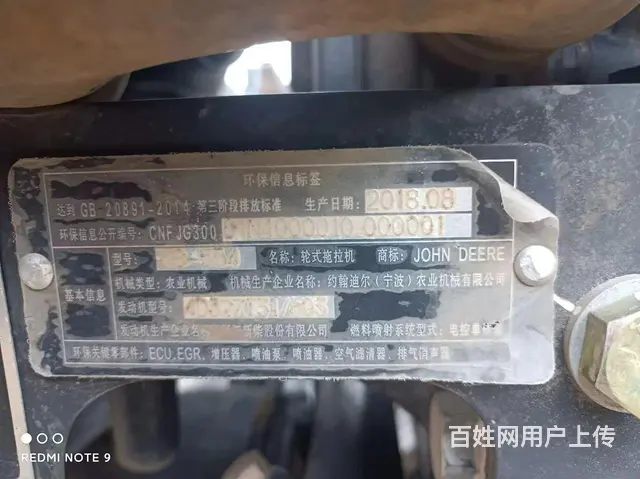 环保信息标签
达到 GB 20891-2014 第三阶段排放标准 生产日期: 2018.08
环保信息公开编号: CNFJG300 000001
型号: 名称: 轮式拖拉机 商标: JOHN DEERE
机械类型: 农业机械 机械生产企业名称: 约翰迪尔(宁波)农业机械有限公司
基本信息
发动机型号:
发动机生产企业名 新柴股份有限公司 燃料喷射系统型式: 电控单
环保关键零部件: ECU, EGR, 增压器、喷油泵、喷油器、空气滤清器、排气消声器
REDMI NOTE 9
百姓网用户上传